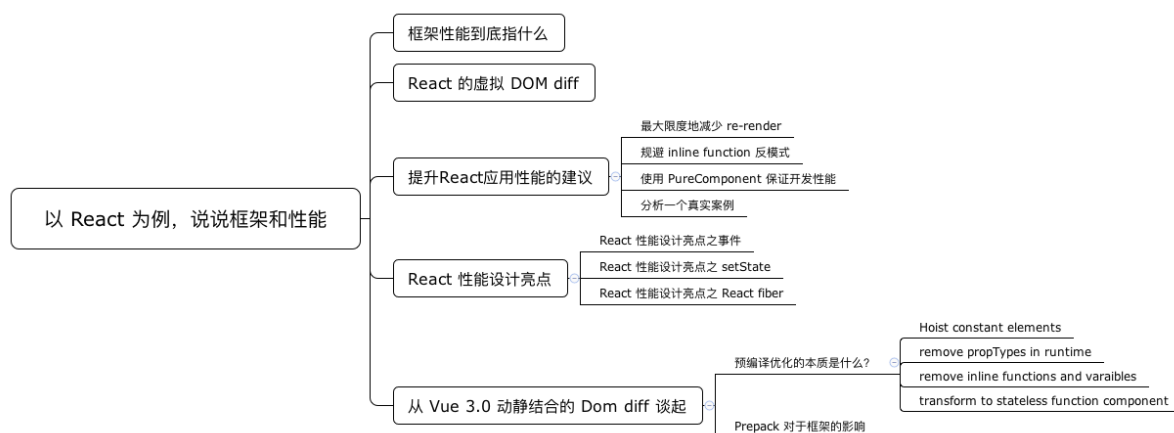 以 React 为例，说说框架和性能
框架性能到底指什么
React 的虚拟 DOM diff
提升React应用性能的建议
最大限度地减少 re-render
规避 inline function 反模式
使用 PureComponent 保证开发性能
分析一个真实案例
React 性能设计亮点
React 性能设计亮点之事件
React 性能设计亮点之 setState
React 性能设计亮点之 React fiber
从 Vue 3.0 动静结合的 Dom diff 谈起
预编译优化的本质是什么?
Hoist constant elements
remove propTypes in runtime
remove inline functions and varaibles
transform to stateless function component
Prepack 对于框架的影响